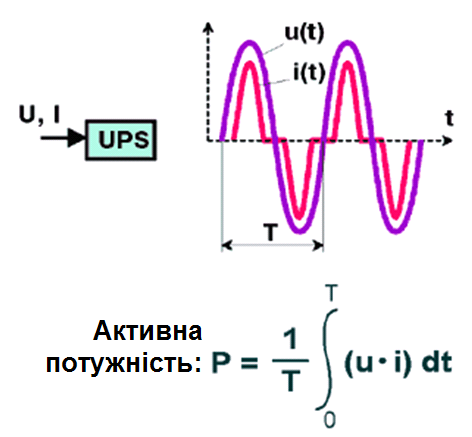 u(t)
i(t)
t
U, I
UPS
T
Активна
потужність: P = 1/T ∫₀ᵀ (u·i) dt